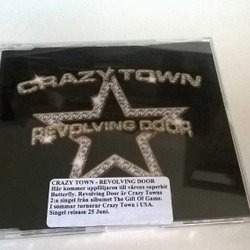 CRAZY TOWN
REVOLVING DOOR
CRAZY TOWN - REVOLVING DOOR
Här kommer uppföljaren till vårens superhit
Butterfly. Revolving Door är Crazy Towns
2:a singel från albumet The Gift Of Game.
I sommar turnerar Crazy Town i USA.
Singel release 25 Juni.